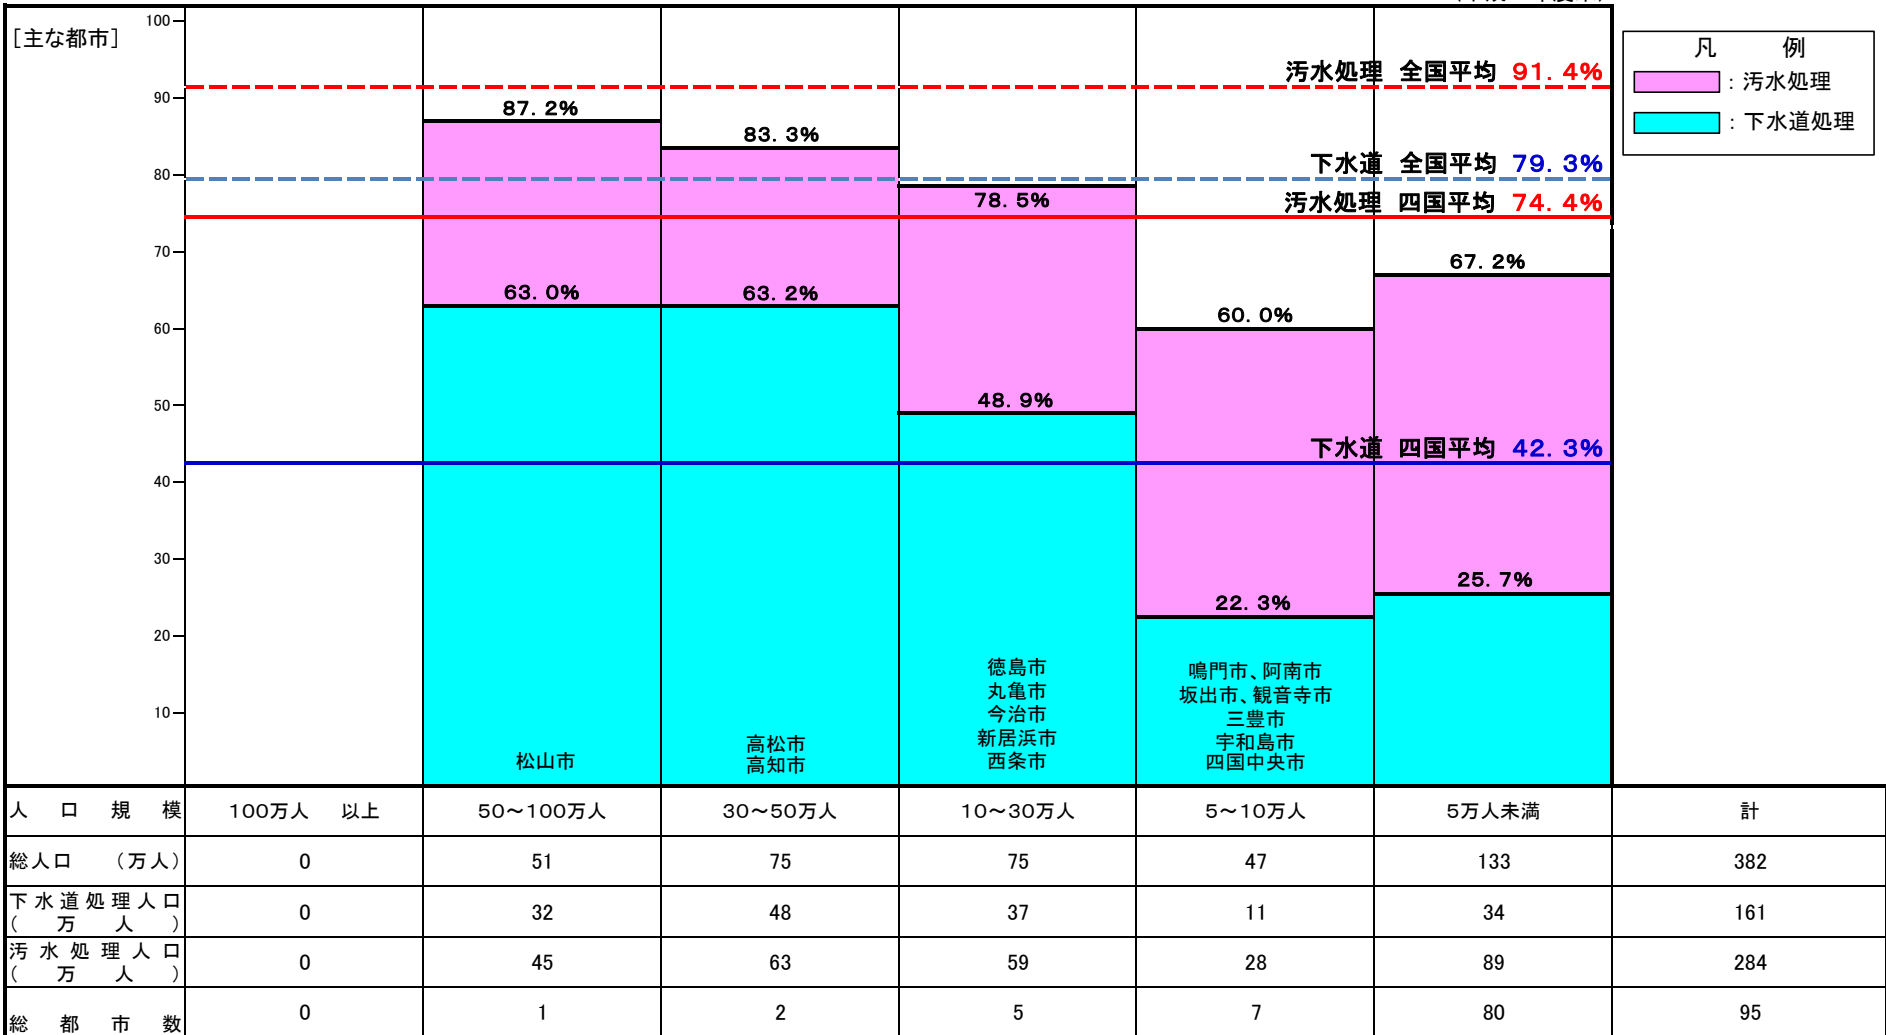 [主な都市]
凡 例
：汚水処理
：下水道処理
100
90
80
70
60
50
40
30
20
10
汚水処理 全国平均 91.4%
下水道 全国平均 79.3%
汚水処理 四国平均 74.4%
下水道 四国平均 42.3%
87.2%
83.3%
78.5%
67.2%
63.0%
63.2%
60.0%
48.9%
25.7%
22.3%
松山市
高松市
高知市
徳島市
丸亀市
今治市
新居浜市
西条市
鳴門市、阿南市
坂出市、観音寺市
三豊市
宇和島市
四国中央市
人口規模 100万人 以上 50～100万人 30～50万人 10～30万人 5～10万人 5万人未満 計
総人口 （万人） 0 51 75 75 47 133 382
下水道処理人口
（万人） 0 32 48 37 11 34 161
汚水処理人口
（万人） 0 45 63 59 28 89 284
総都市数 0 1 2 5 7 80 95